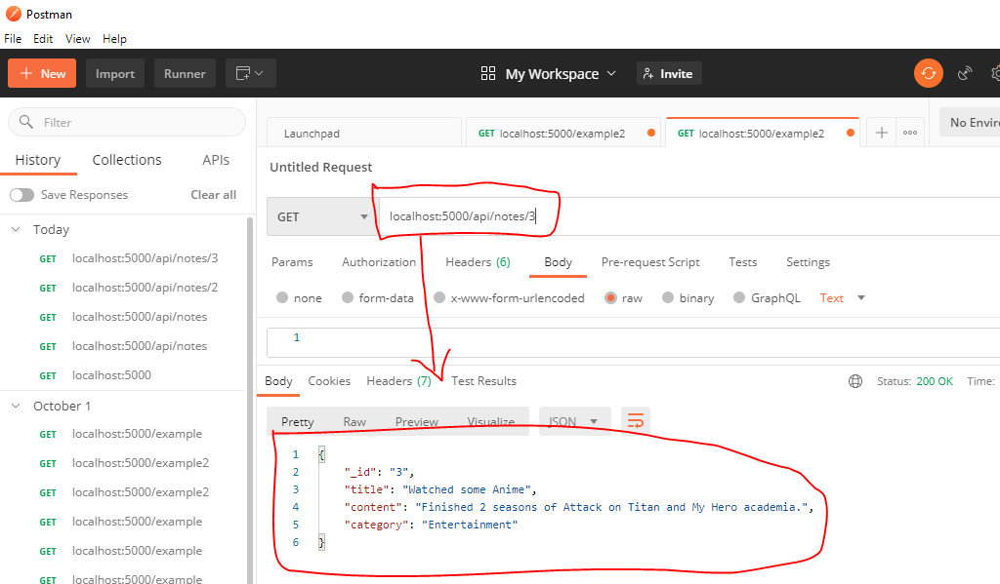 Postman
File Edit View Help
+ New Import Runner My Workspace Invite
Filter
History Collections APIs
Save Responses Clear all
Today
GET localhost:5000/api/notes/3
GET localhost:5000/api/notes/2
GET localhost:5000/api/notes
GET localhost:5000/api/notes
GET localhost:5000
October 1
GET localhost:5000/example
GET localhost:5000/example2
GET localhost:5000/example2
GET localhost:5000/example
GET localhost:5000/example
GET localhost:5000/example
Launchpad GET localhost:5000/example2 GET localhost:5000/example2 + ooo No Enviro
Untitled Request
GET localhost:5000/api/notes/3
Params Authorization Headers (6) Body Pre-request Script Tests Settings
none form-data x-www-form-urlencoded raw binary GraphQL Text
1
Body Cookies Headers (7) Test Results Status: 200 OK Time:
Pretty Raw Preview Visualize JSON
1 {
2 "_id": "3",
3 "title": "Watched some Anime",
4 "content": "Finished 2 seasons of Attack on Titan and My Hero academia.",
5 "category": "Entertainment"
6 }